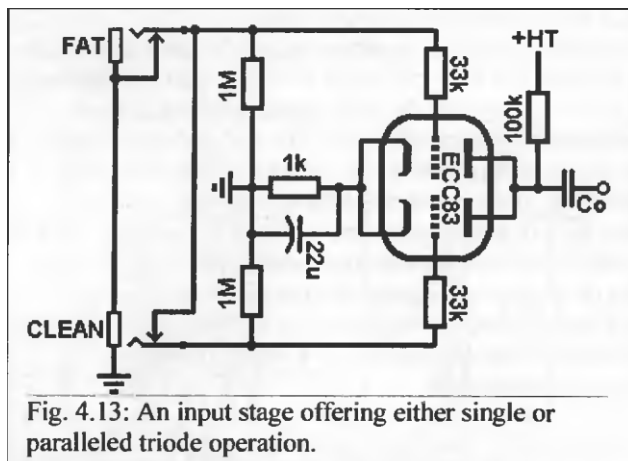 FAT
+HT
1M
33k
100k
1k
ECC83
Co
22u
1M
33k
CLEAN
Fig. 4.13: An input stage offering either single or
paralleled triode operation.